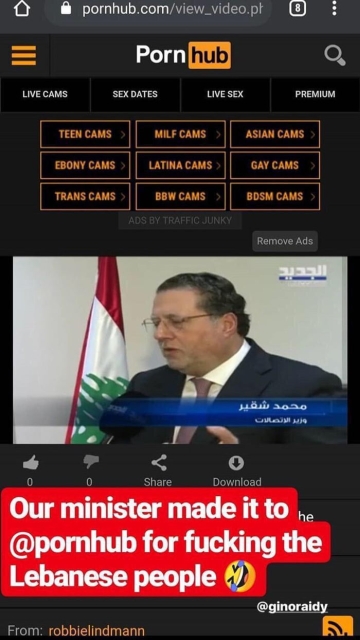 pornhub.com/view_video.ph
8
Pornhub
LIVE CAMS SEX DATES LIVE SEX PREMIUM
TEEN CAMS MILF CAMS ASIAN CAMS
EBONY CAMS LATINA CAMS GAY CAMS
TRANS CAMS BBW CAMS BDSM CAMS
ADS BY TRAFFIC JUNKY
Remove Ads
الجديد
محمد شقير
وزير الاتصالات
0 0 Share Download
he
Our minister made it to
@pornhub for fucking the
Lebanese people 🤣
@ginoraidy
From: robbielindmann